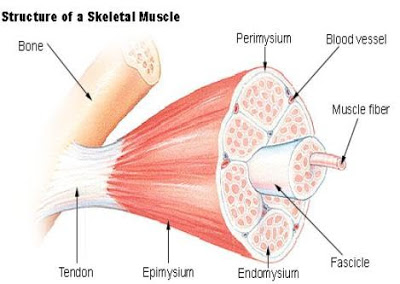 Structure of a Skeletal Muscle
Perimysium
Blood vessel
Bone
Muscle fiber
Fascicle
Tendon
Epimysium
Endomysium